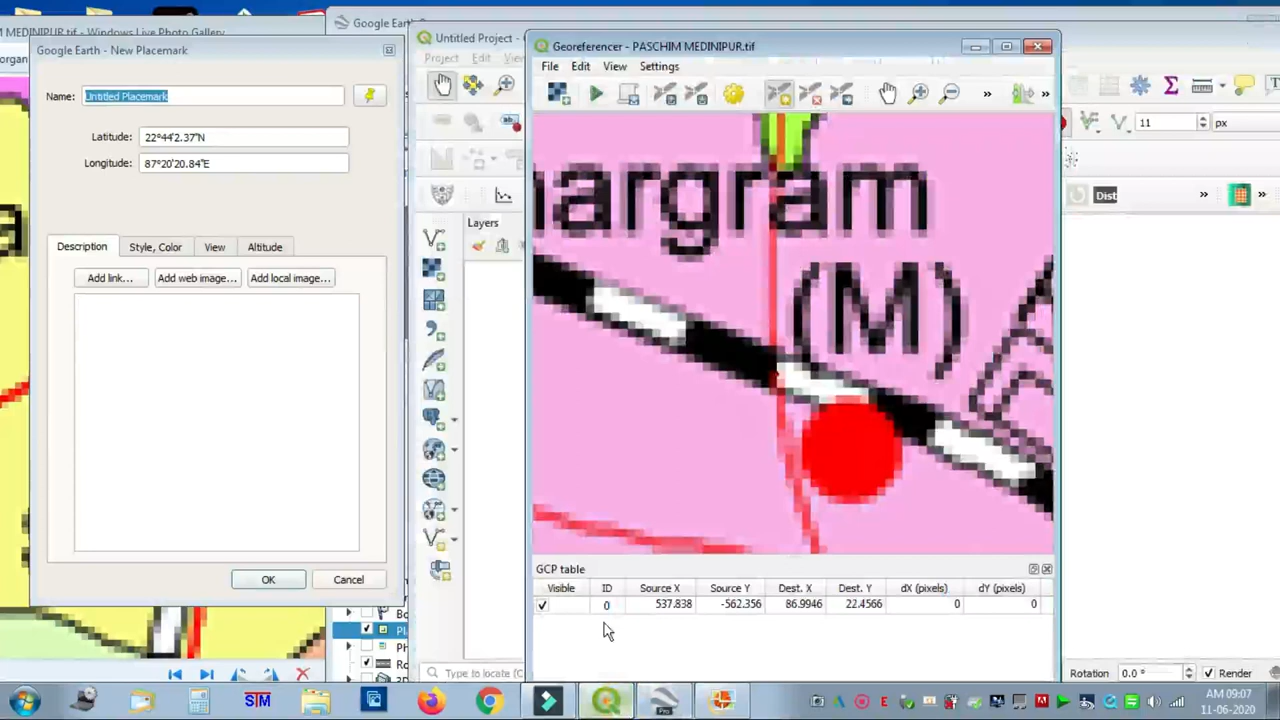 MEDINIPUR.tif - Windows Live Photo Gallery
Google Earth
Google Earth - New Placemark
Name:
Untitled Placemark
Latitude:
22°44'2.37"N
Longitude:
87°20'20.84"E
Description
Style, Color
View
Altitude
Add link...
Add web image...
Add local image...
OK
Cancel
Untitled Project -
Project
Edit
Layers
Type to locate (C
Georeferencer - PASCHIM MEDINIPUR.tif
File
Edit
View
Settings
»
»
hargram
(M)
GCP table
Visible
ID
Source X
Source Y
Dest. X
Dest. Y
dX (pixels)
dY (pixels)
0
537.838
-562.356
86.9946
22.4566
0
0
11
px
Dist
»
»
Rotation
0.0 °
Render
STM
AM 09:07
11-06-2020